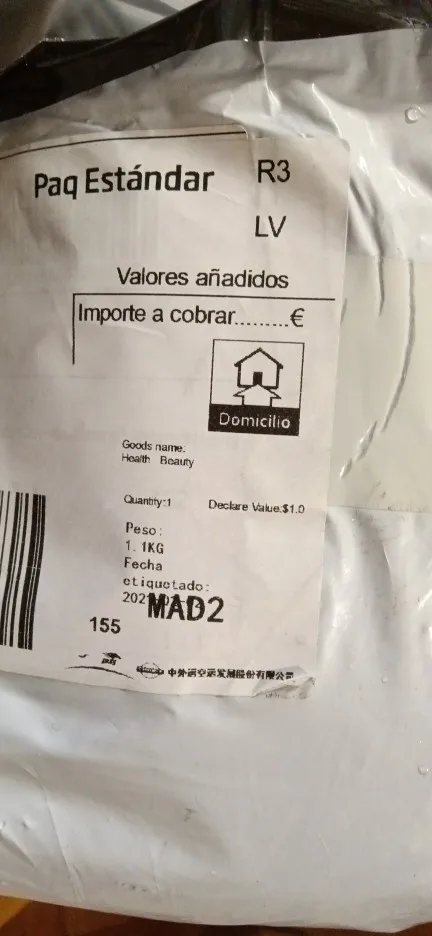 Paq Estándar R3
LV
Valores añadidos
Importe a cobrar.........€
Domicilio
Goods name:
Health Beauty
Quantity:1 Declare Value:$1.0
Peso:
1. 1KG
Fecha
etiquetado:
MAD2
155
中外运空运发展股份有限公司